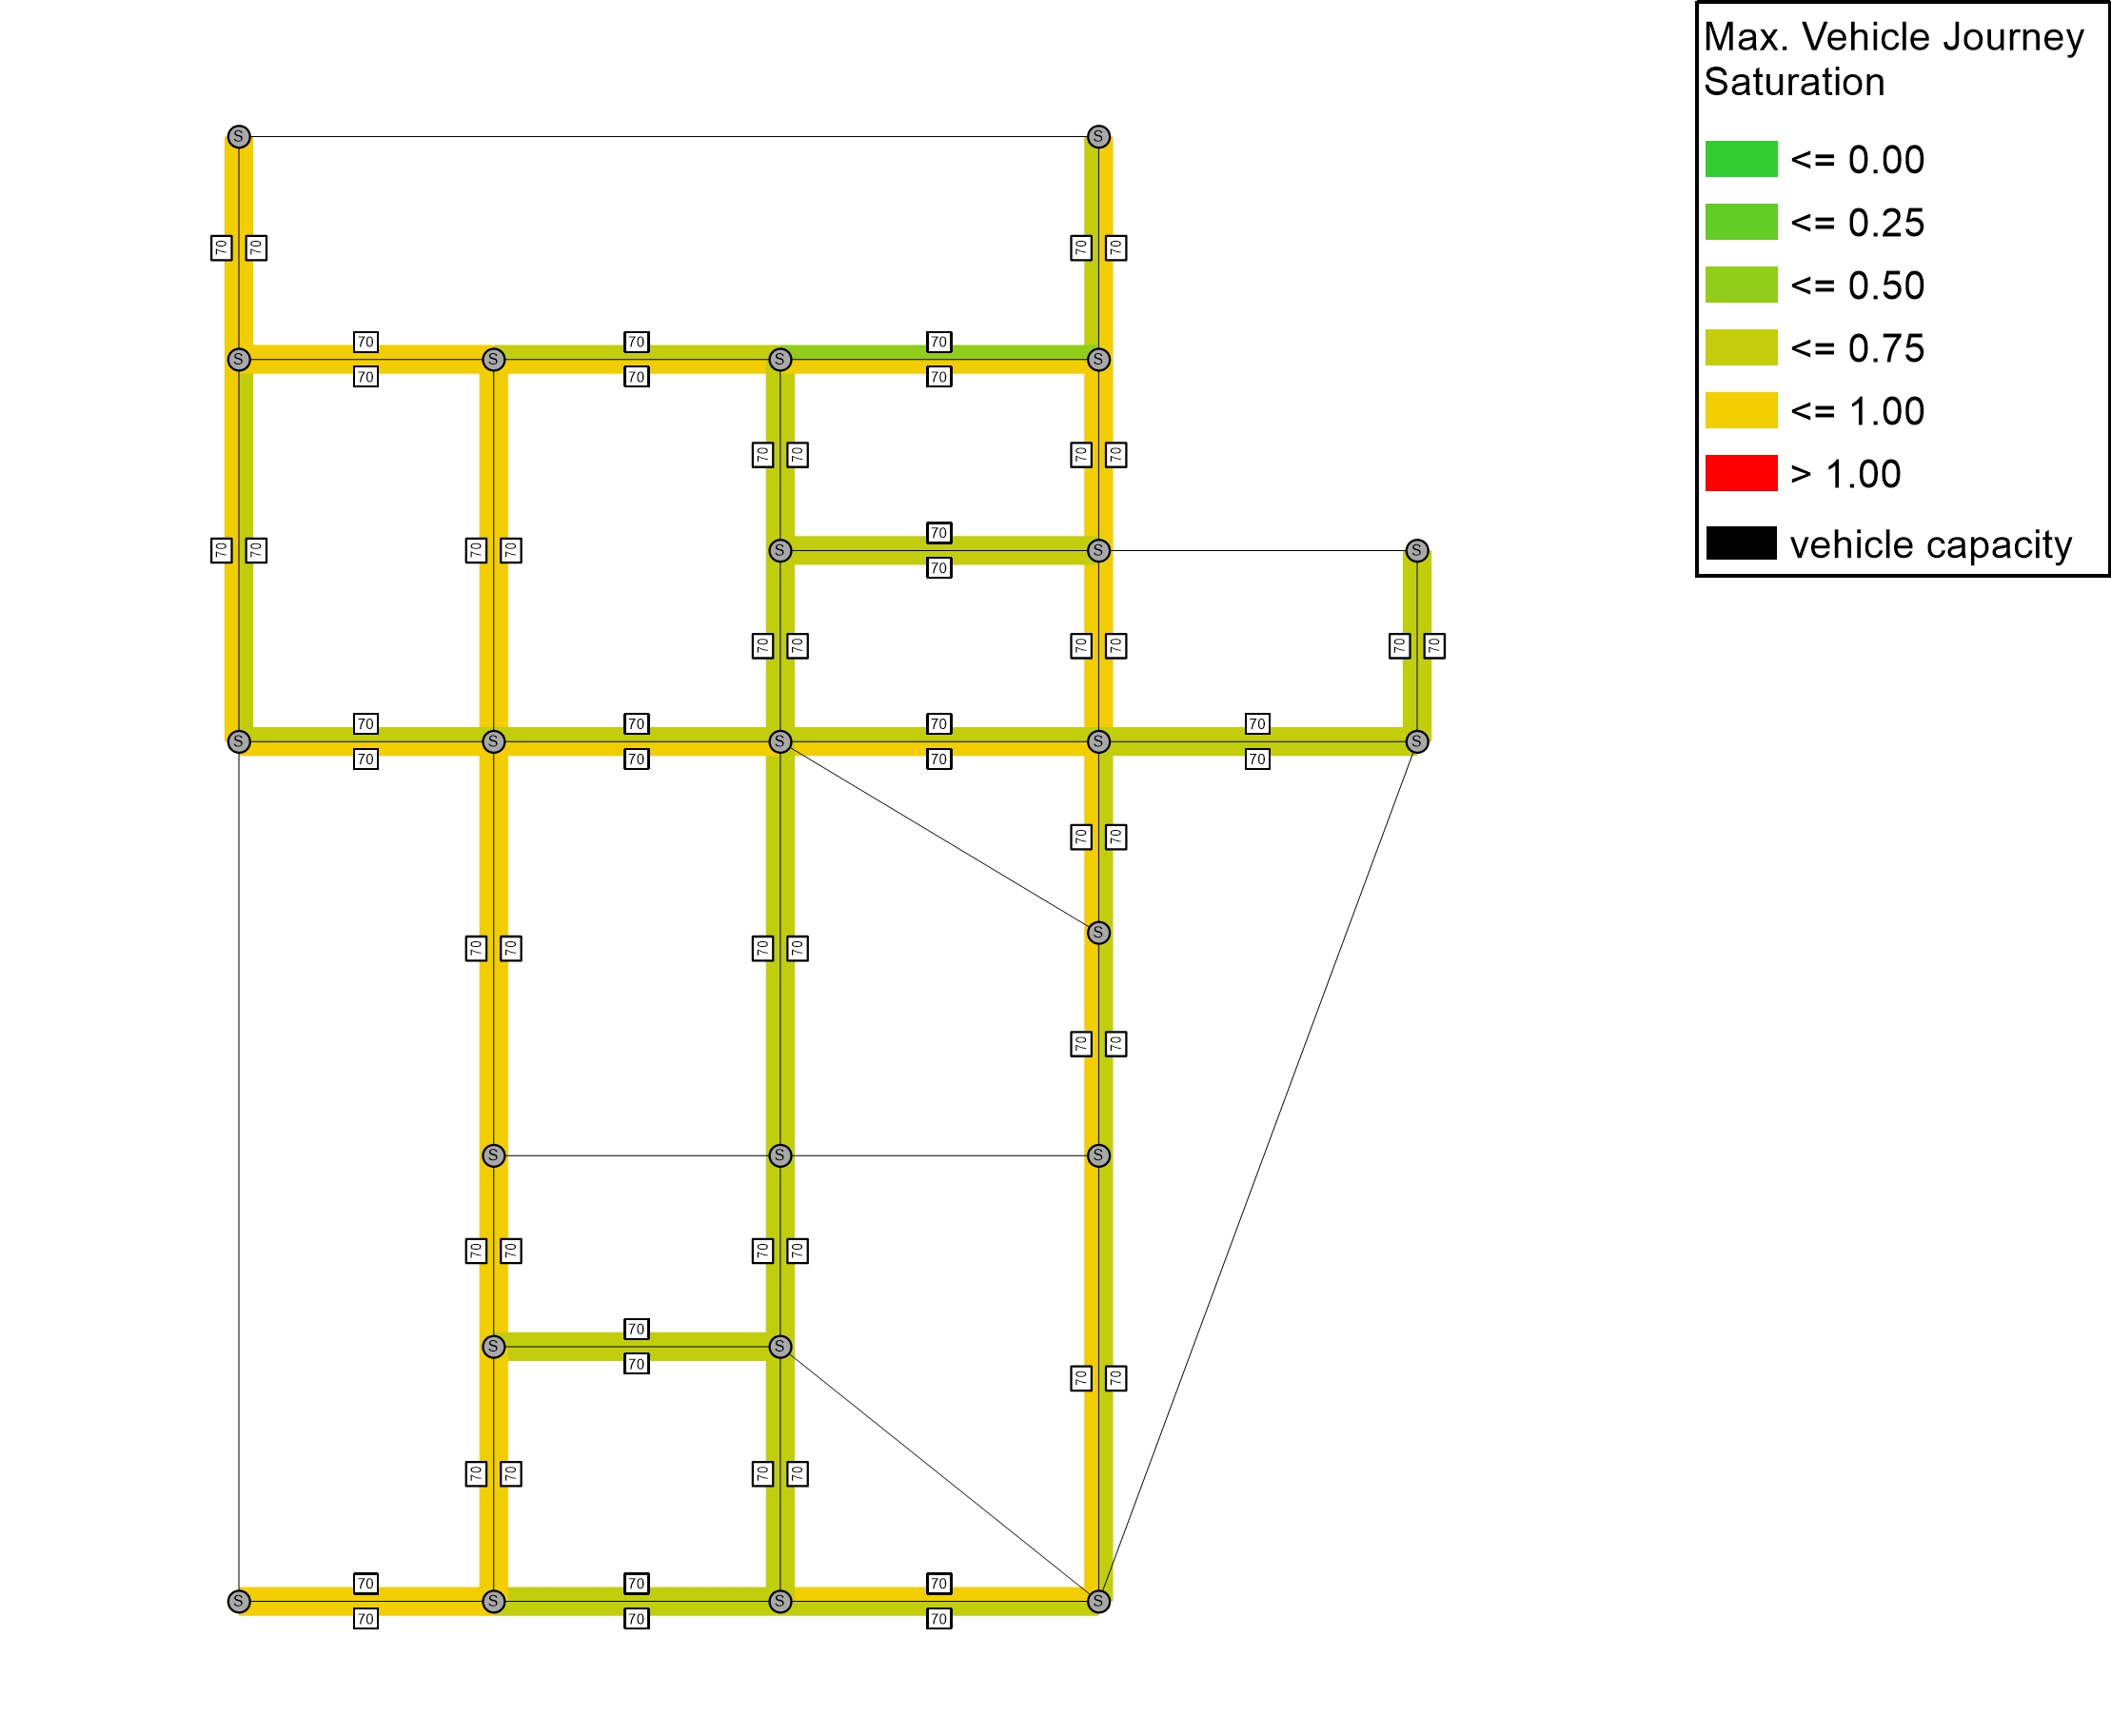 Max. Vehicle Journey
Saturation
<= 0.00
<= 0.25
<= 0.50
<= 0.75
<= 1.00
> 1.00
vehicle capacity
S S
70 70 70 70
70 70 70
S S S S
70 70 70
70 70 70 70
70
70 70 70 70 S S S
70
70 70 70 70 70 70
70 70 70 70
S S S S S
70 70 70 70
70 70
S
70 70 70 70
70 70
S S S
70 70 70 70
70
S S
70
70 70
70 70 70 70
70 70 70
S S S S
70 70 70